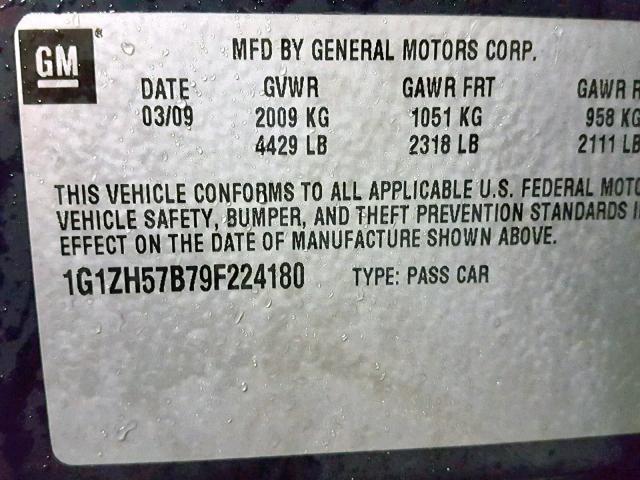 GM®
MFD BY GENERAL MOTORS CORP.
DATE GVWR GAWR FRT GAWR R
03/09 2009 KG 1051 KG 958 KG
4429 LB 2318 LB 2111 LB
THIS VEHICLE CONFORMS TO ALL APPLICABLE U.S. FEDERAL MOTO
VEHICLE SAFETY, BUMPER, AND THEFT PREVENTION STANDARDS I
EFFECT ON THE DATE OF MANUFACTURE SHOWN ABOVE.
1G1ZH57B79F224180 TYPE: PASS CAR